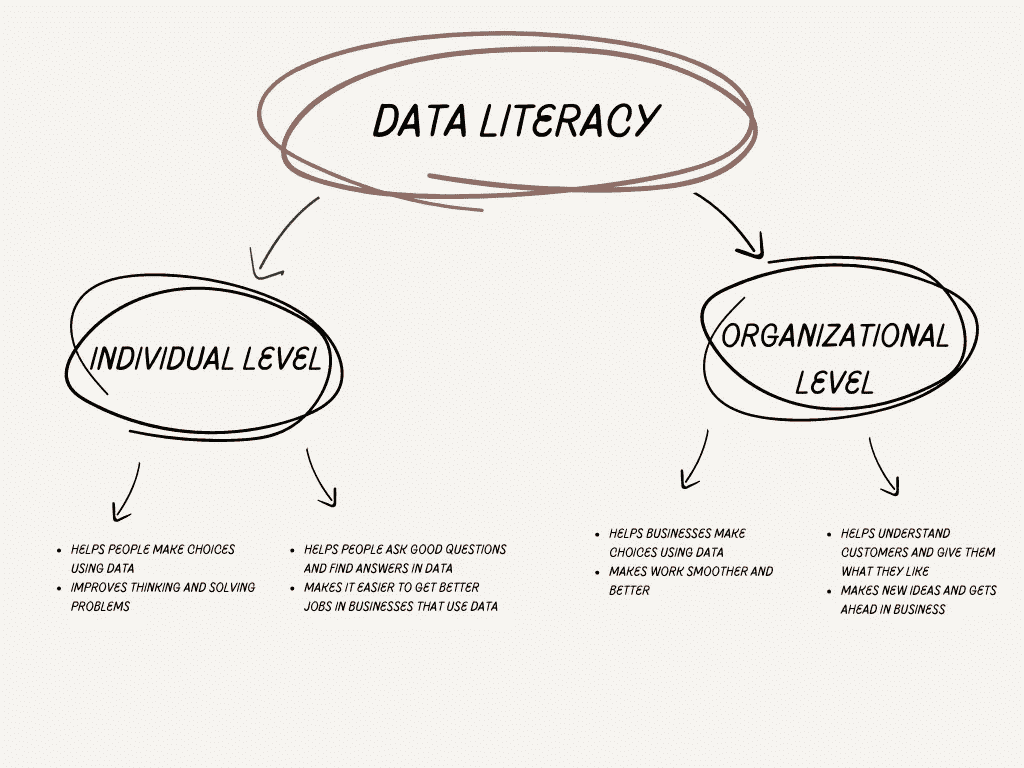 DATA LITERACY
INDIVIDUAL LEVEL
ORGANIZATIONAL
LEVEL
• HELPS PEOPLE MAKE CHOICES
USING DATA
• IMPROVES THINKING AND SOLVING
PROBLEMS
• HELPS PEOPLE ASK GOOD QUESTIONS
AND FIND ANSWERS IN DATA
• MAKES IT EASIER TO GET BETTER
JOBS IN BUSINESSES THAT USE DATA
• HELPS BUSINESSES MAKE
CHOICES USING DATA
• MAKES WORK SMOOTHER AND
BETTER
• HELPS UNDERSTAND
CUSTOMERS AND GIVE THEM
WHAT THEY LIKE
• MAKES NEW IDEAS AND GETS
AHEAD IN BUSINESS